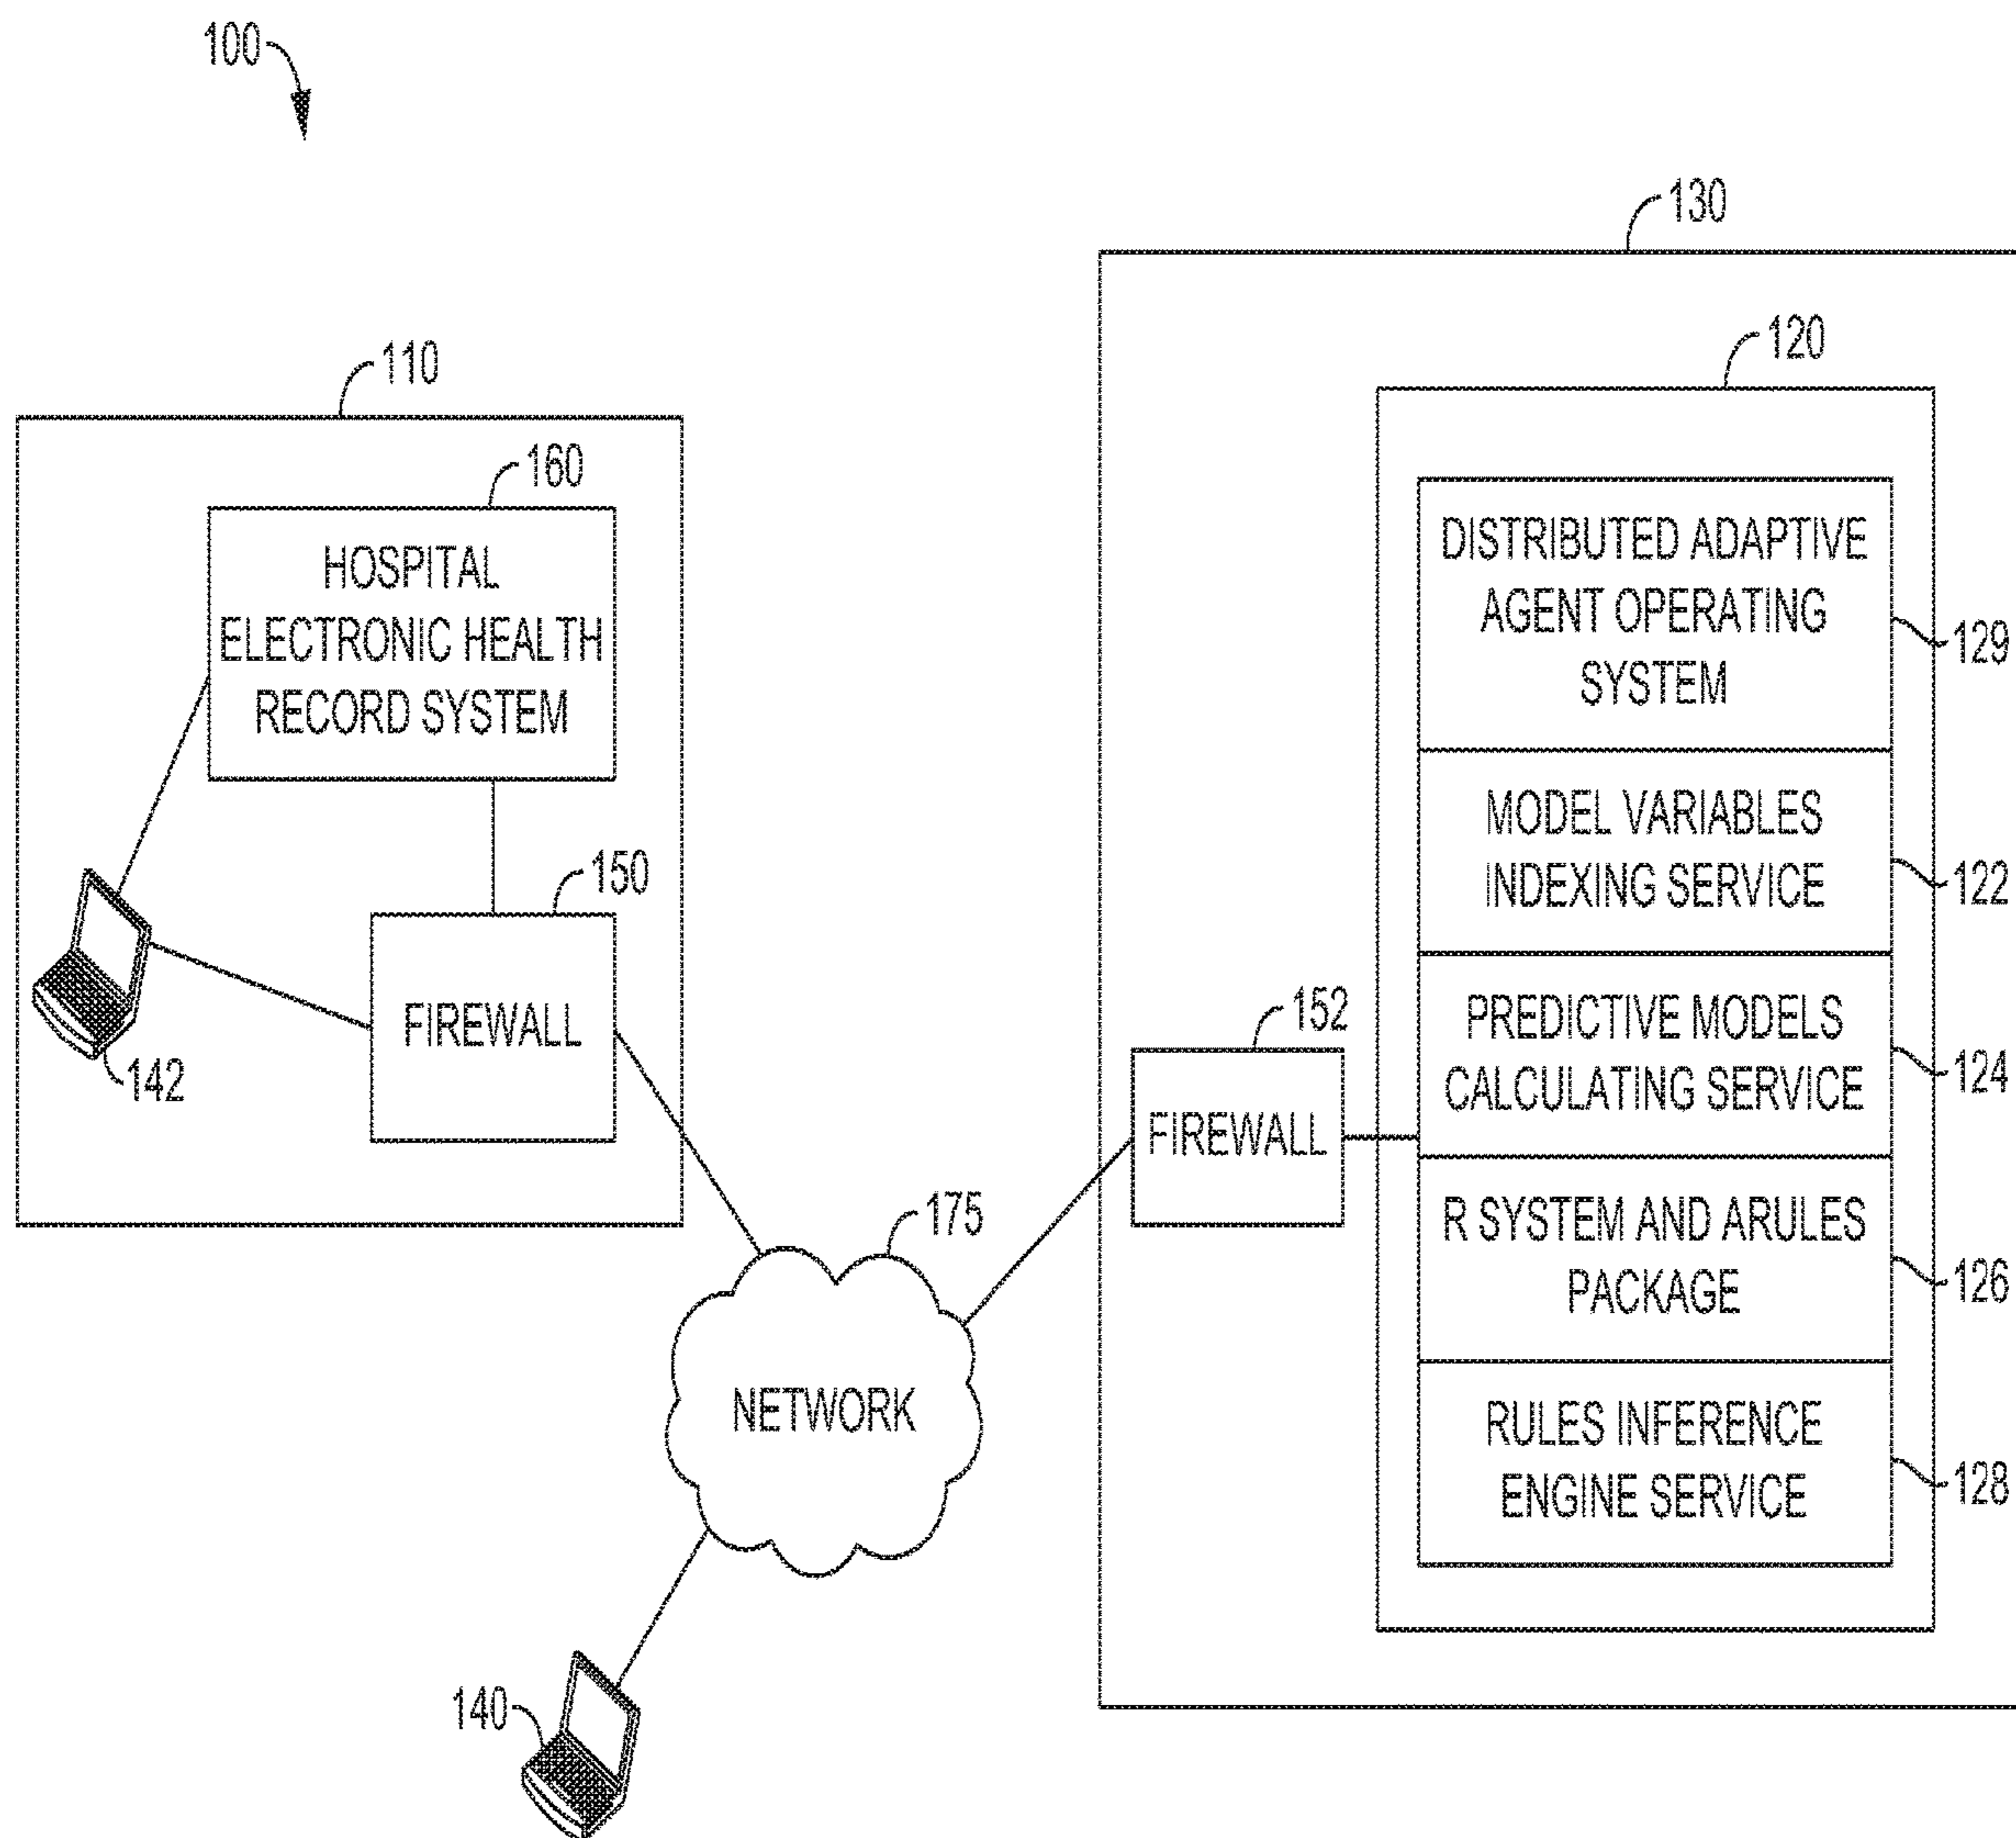 100
130
120
110
160
HOSPITAL
ELECTRONIC HEALTH
RECORD SYSTEM
150
FIREWALL
142
175
NETWORK
140
152
FIREWALL
DISTRIBUTED ADAPTIVE
AGENT OPERATING
SYSTEM
129
MODEL VARIABLES
INDEXING SERVICE
122
PREDICTIVE MODELS
CALCULATING SERVICE
124
R SYSTEM AND ARULES
PACKAGE
126
RULES INFERENCE
ENGINE SERVICE
128